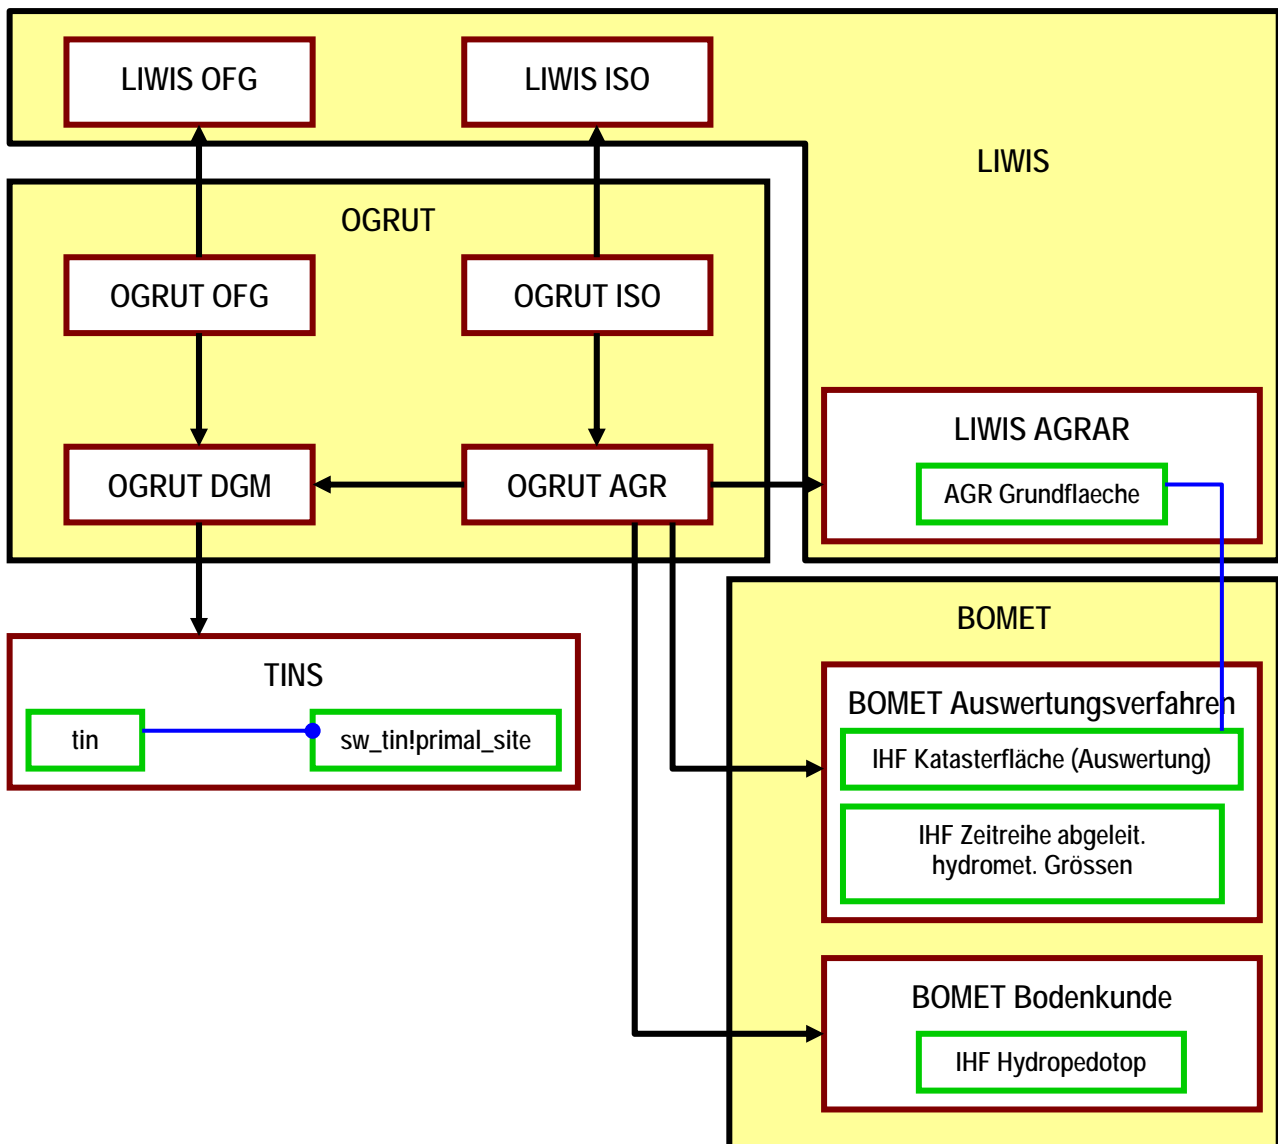 LIWIS OFG
LIWIS ISO
LIWIS
OGRUT
OGRUT OFG
OGRUT ISO
LIWIS AGRAR
OGRUT DGM
OGRUT AGR
AGR Grundflaeche
BOMET
TINS
tin
sw_tin!primal_site
BOMET Auswertungsverfahren
IHF Katasterfläche (Auswertung)
IHF Zeitreihe abgeleit.
hydromet. Grössen
BOMET Bodenkunde
IHF Hydropedotop